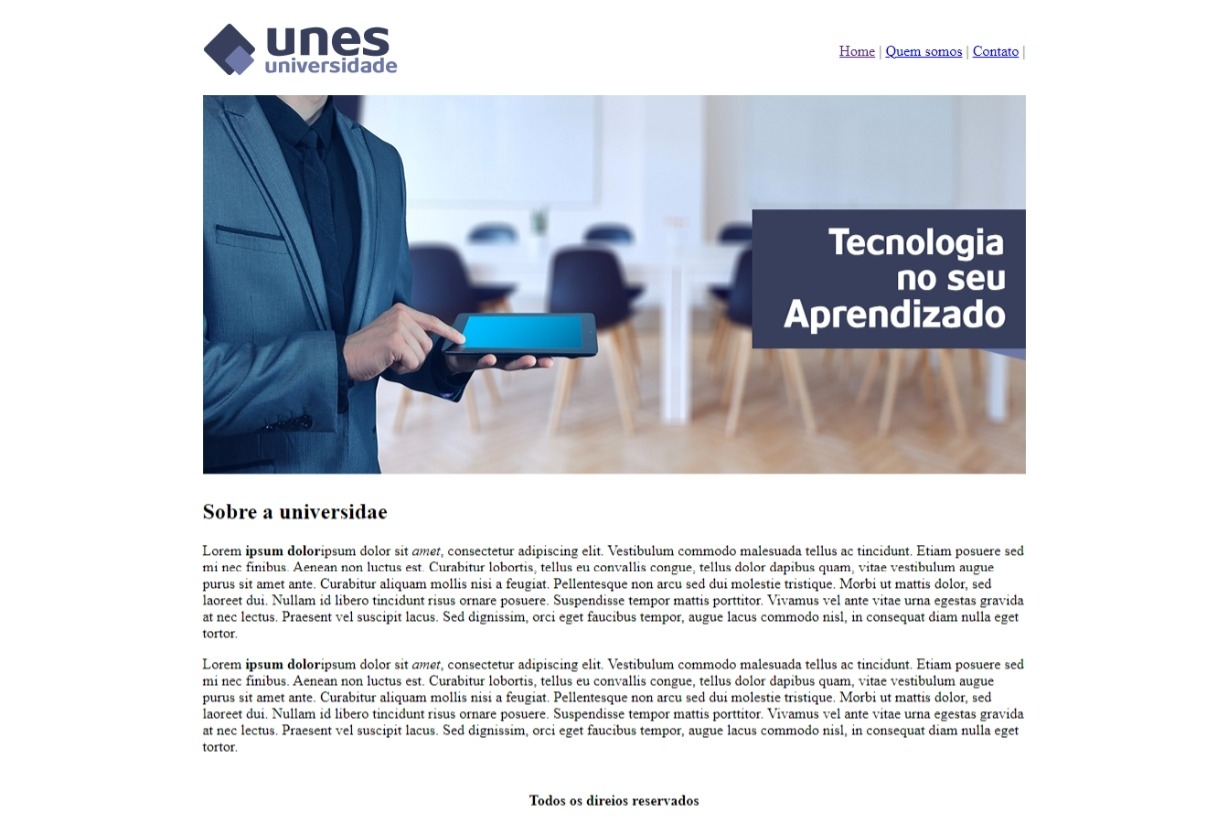 unes
universidade
Home | Quem somos | Contato |
Tecnologia
no seu
Aprendizado
Sobre a universidae
Lorem ipsum doloripsum dolor sit amet, consectetur adipiscing elit. Vestibulum commodo malesuada tellus ac tincidunt. Etiam posuere sed
mi nec finibus. Aenean non luctus est. Curabitur lobortis, tellus eu convallis congue, tellus dolor dapibus quam, vitae vestibulum augue
purus sit amet ante. Curabitur aliquam mollis nisi a feugiat. Pellentesque non arcu sed dui molestie tristique. Morbi ut mattis dolor, sed
laoreet dui. Nullam id libero tincidunt risus ornare posuere. Suspendisse tempor mattis porttitor. Vivamus vel ante vitae urna egestas gravida
at nec lectus. Praesent vel suscipit lacus. Sed dignissim, orci eget faucibus tempor, augue lacus commodo nisl, in consequat diam nulla eget
tortor.
Lorem ipsum doloripsum dolor sit amet, consectetur adipiscing elit. Vestibulum commodo malesuada tellus ac tincidunt. Etiam posuere sed
mi nec finibus. Aenean non luctus est. Curabitur lobortis, tellus eu convallis congue, tellus dolor dapibus quam, vitae vestibulum augue
purus sit amet ante. Curabitur aliquam mollis nisi a feugiat. Pellentesque non arcu sed dui molestie tristique. Morbi ut mattis dolor, sed
laoreet dui. Nullam id libero tincidunt risus ornare posuere. Suspendisse tempor mattis porttitor. Vivamus vel ante vitae urna egestas gravida
at nec lectus. Praesent vel suscipit lacus. Sed dignissim, orci eget faucibus tempor, augue lacus commodo nisl, in consequat diam nulla eget
tortor.
Todos os direios reservados